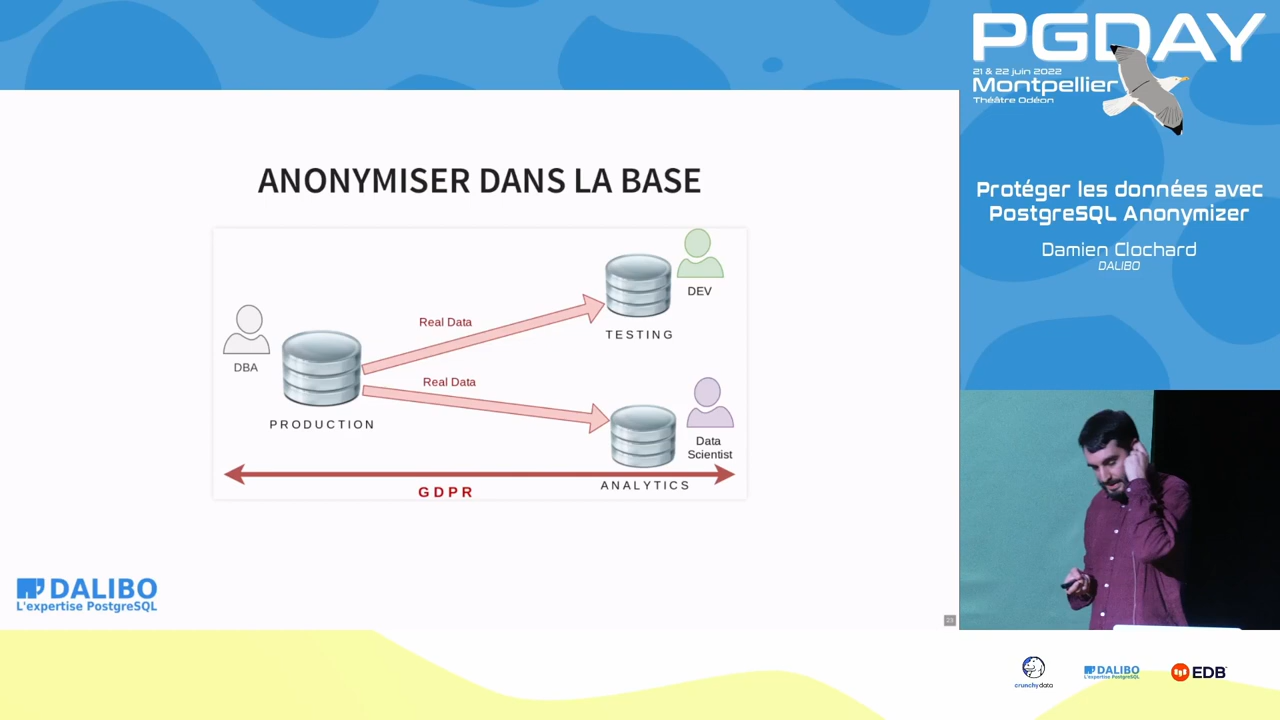 PGDAY
21 & 22 juin 2022
Montpellier
Théâtre Odéon
Protéger les données avec
PostgreSQL Anonymizer
Damien Clochard
DALIBO
ANONYMISER DANS LA BASE
DBA
PRODUCTION
Real Data
Real Data
DEV
TESTING
Data
Scientist
ANALYTICS
GDPR
DALIBO
L'expertise PostgreSQL
crunchydata
DALIBO
L'expertise PostgreSQL
EDB